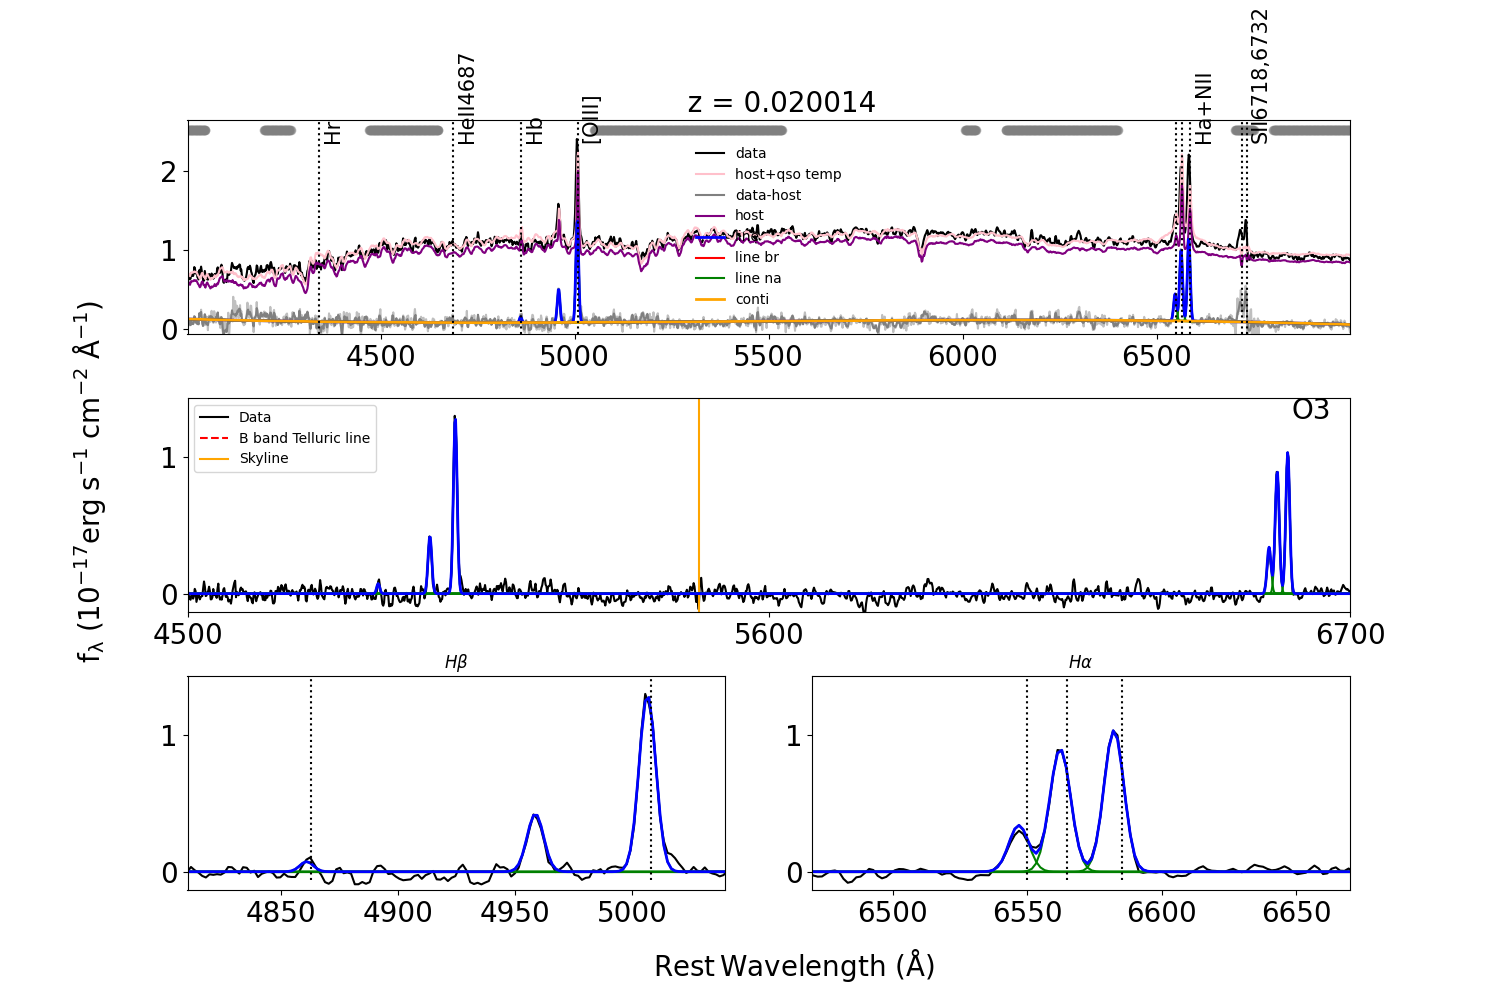 z = 0.020014
Hr
HeII4687
Hb
[OIII]
Ha+NII
SII6718,6732
data
host+qso temp
data-host
host
line br
line na
conti
2
1
0
4500 5000 5500 6000 6500
fλ (10−17erg s−1 cm−2 Å−1)
O3
Data
B band Telluric line
Skyline
1
0
4500 5600 6700
Hβ
1
0
4850 4900 4950 5000
Hα
1
0
6500 6550 6600 6650
Rest Wavelength (Å)